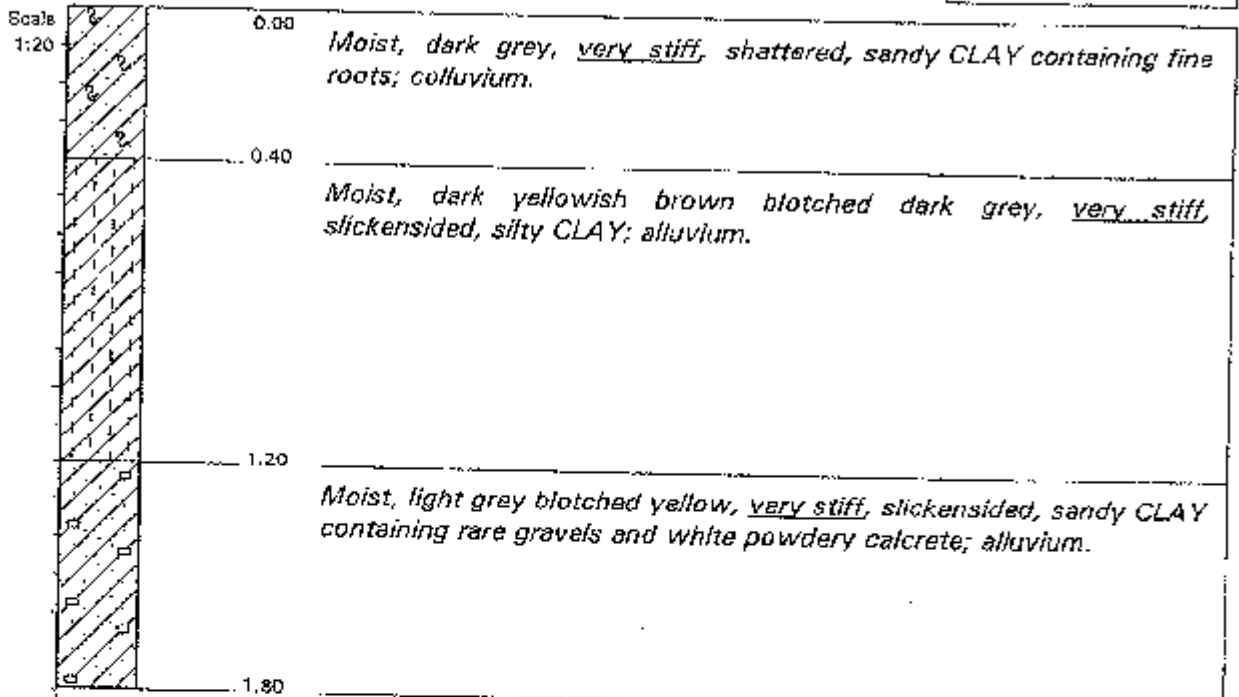 Scale
1:20
0.00
Moist, dark grey, very stiff, shattered, sandy CLAY containing fine
roots; colluvium.
0.40
Moist, dark yellowish brown blotched dark grey, very stiff,
slickensided, silty CLAY; alluvium.
1.20
Moist, light grey blotched yellow, very stiff, slickensided, sandy CLAY
containing rare gravels and white powdery calcrete; alluvium.
1.80